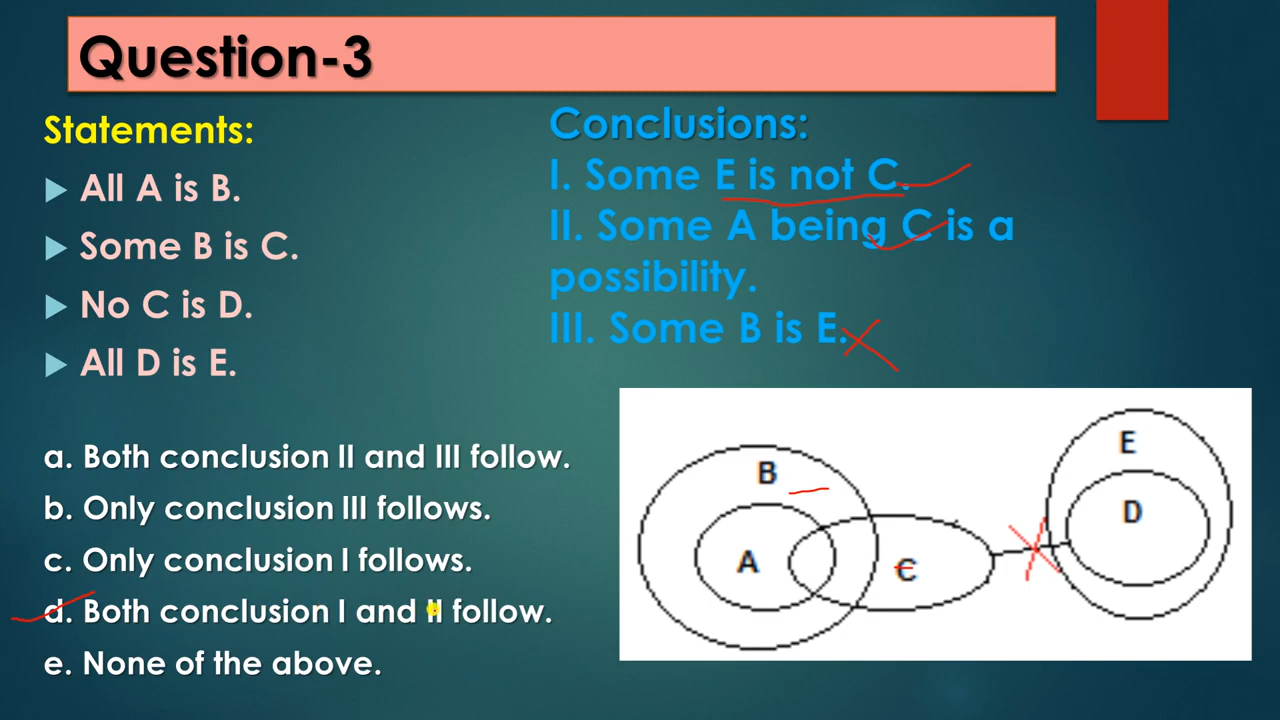 Question-3
Statements:
All A is B.
Some B is C.
No C is D.
All D is E.
Conclusions:
I. Some E is not C.
II. Some A being C is a
possibility.
III. Some B is E.
a. Both conclusion II and III follow.
b. Only conclusion III follows.
c. Only conclusion I follows.
d. Both conclusion I and II follow.
e. None of the above.
B
A
C
E
D